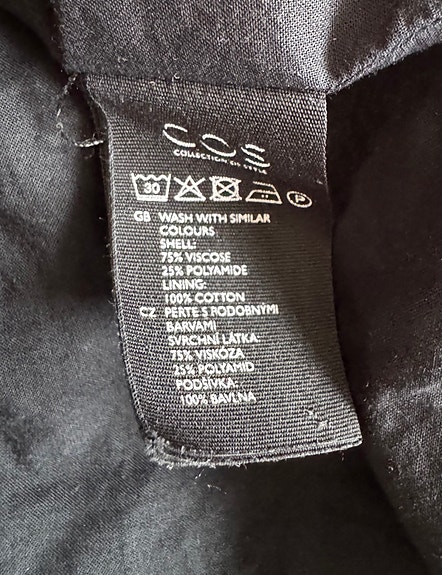 COS
COLLECTION OF STYLE
30 P
GB WASH WITH SIMILAR
COLOURS
SHELL:
75% VISCOSE
25% POLYAMIDE
LINING:
100% COTTON
CZ PERTE S PODOBNÝMI
BARVAMI
SVRCHNÍ LÁTKA:
75% VISKÓZA
25% POLYAMID
PODŠÍVKA:
100% BAVLNA